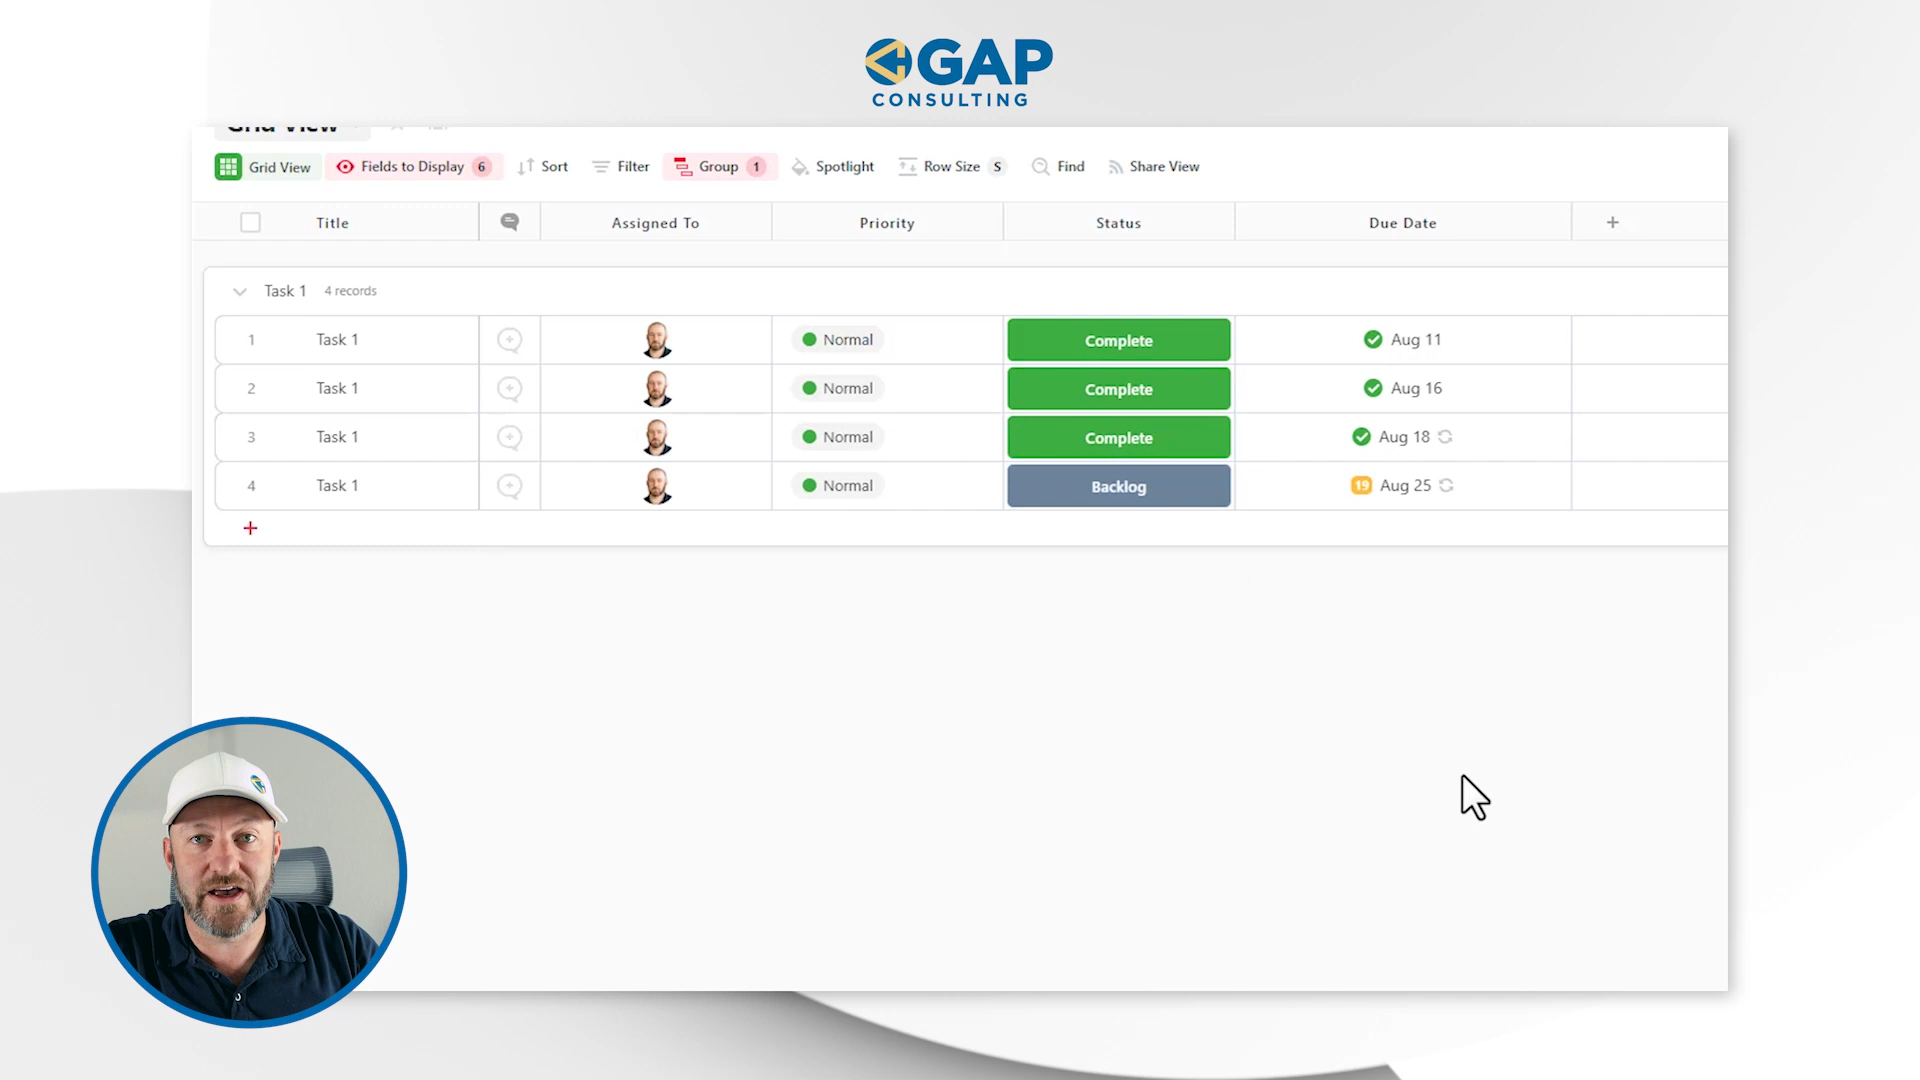 GAP
CONSULTING
Grid View
Grid View Fields to Display 6 Sort Filter Group 1 Spotlight Row Size S Find Share View
Title Assigned To Priority Status Due Date +
Task 1 4 records
1 Task 1 Normal Complete Aug 11
2 Task 1 Normal Complete Aug 16
3 Task 1 Normal Complete Aug 18
4 Task 1 Normal Backlog 19 Aug 25
+